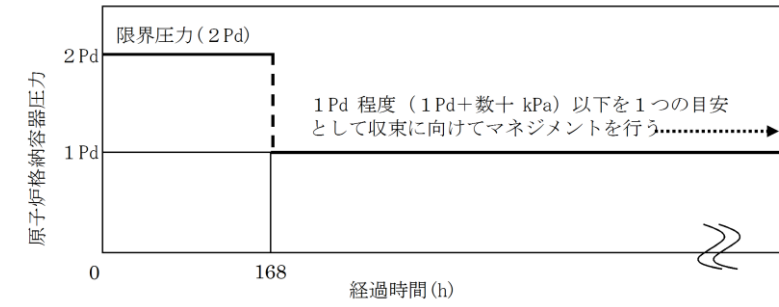 限界圧力(2Pd)
2Pd
1Pd 程度(1Pd+数十 kPa)以下を1つの目安
として収束に向けてマネジメントを行う
1Pd
原子炉格納容器圧力
0
168
経過時間(h)